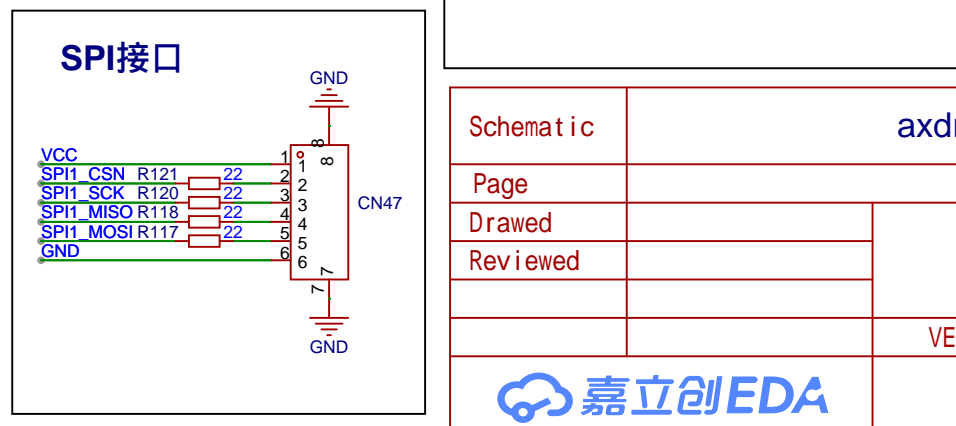 SPI接口
GND
8
8
VCC
1
1
SPI1_CSN R121 22
2
2
SPI1_SCK R120 22
3
3
CN47
SPI1_MISO R118 22
4
4
SPI1_MOSI R117 22
5
5
GND
6
6
7
7
GND
Schematic
axd
Page
Drawed
Reviewed
VE
嘉立创EDA